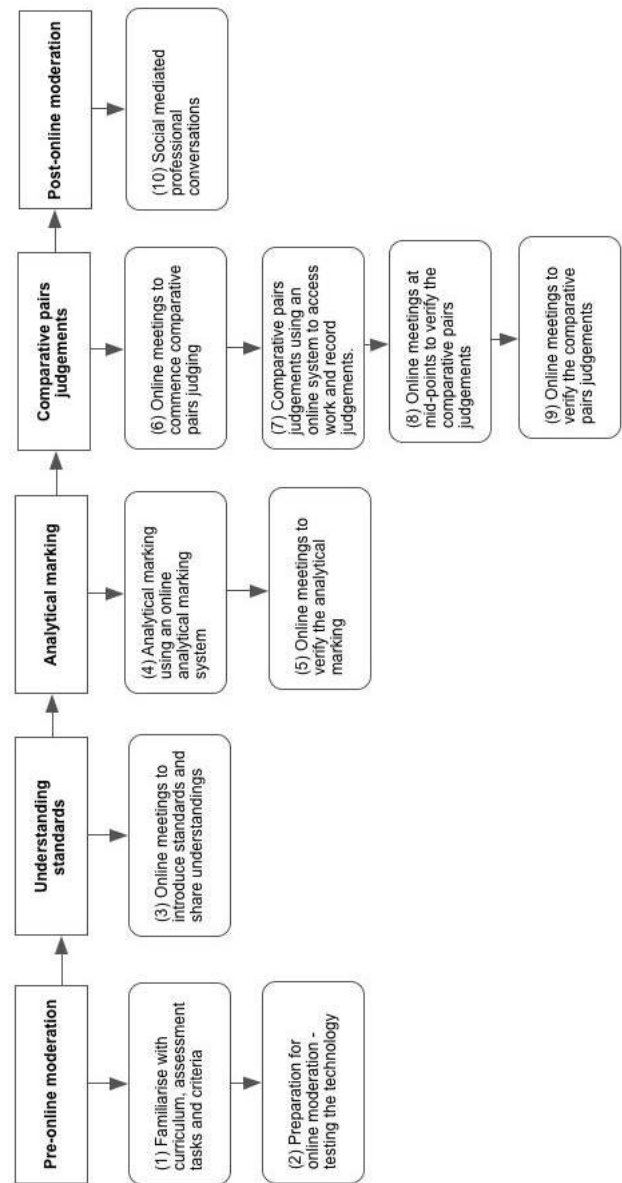 Pre-online moderation
(1) Familiarise with
curriculum, assessment
tasks and criteria
(2) Preparation for
online moderation -
testing the technology
Understanding
standards
(3) Online meetings to
introduce standards and
share understandings
Analytical marking
(4) Analytical marking
using an online
analytical marking
system
(5) Online meetings to
verify the analytical
marking
Comparative pairs
judgements
(6) Online meetings to
commence comparative
pairs judging
(7) Comparative pairs
judgements using an
online system to access
work and record
judgements.
(8) Online meetings at
mid-points to verify the
comparative pairs
judgements
(9) Online meetings to
verify the comparative
pairs judgements
Post-online moderation
(10) Social mediated
professional
conversations